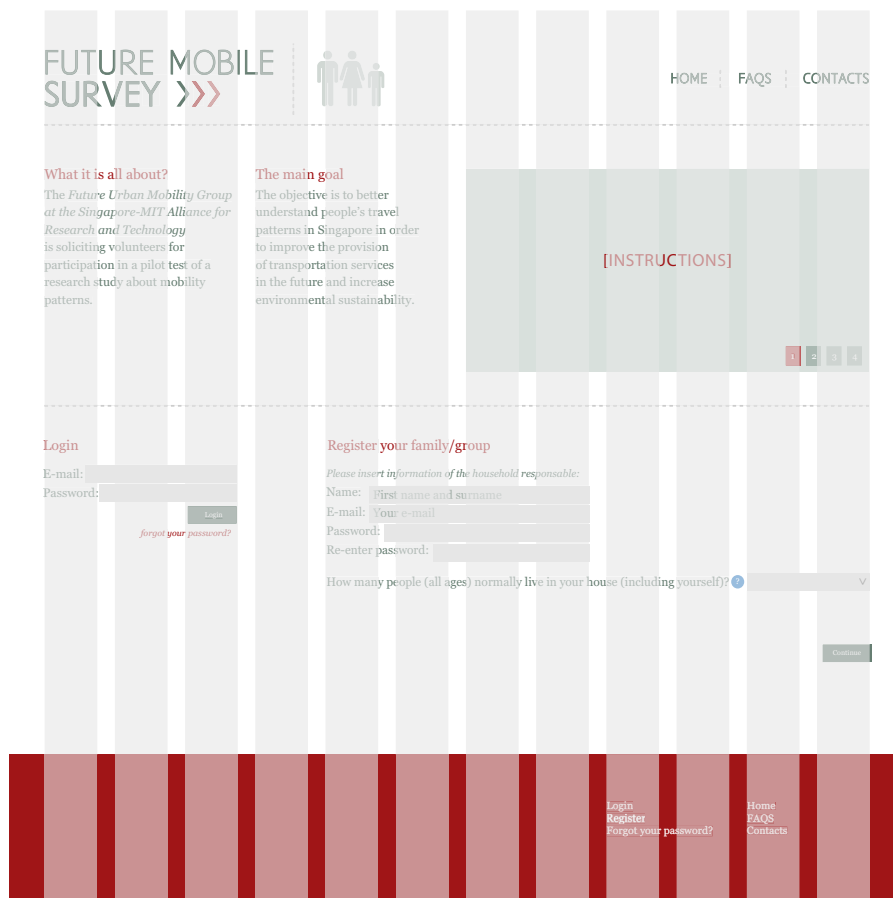 FUTURE MOBILE
SURVEY
HOME
FAQS
CONTACTS
What it is all about?
The Future Urban Mobility Group
at the Singapore-MIT Alliance for
Research and Technology
is soliciting volunteers for
participation in a pilot test of a
research study about mobility
patterns.
The main goal
The objective is to better
understand people's travel
patterns in Singapore in order
to improve the provision
of transportation services
in the future and increase
environmental sustainability.
[INSTRUCTIONS]
1 2 3 4
Login
E-mail:
Password:
Login
forgot your password?
Register your family/group
Please insert information of the household responsable:
Name: First name and surname
E-mail: Your e-mail
Password:
Re-enter password:
How many people (all ages) normally live in your house (including yourself)? ?
Continue
Login
Register
Forgot your password?
Home
FAQS
Contacts